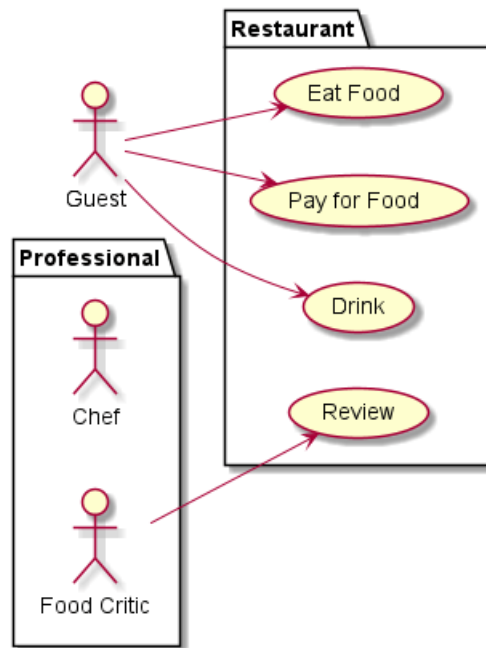 Restaurant
Eat Food
Guest
Pay for Food
Professional
Drink
Chef
Review
Food Critic